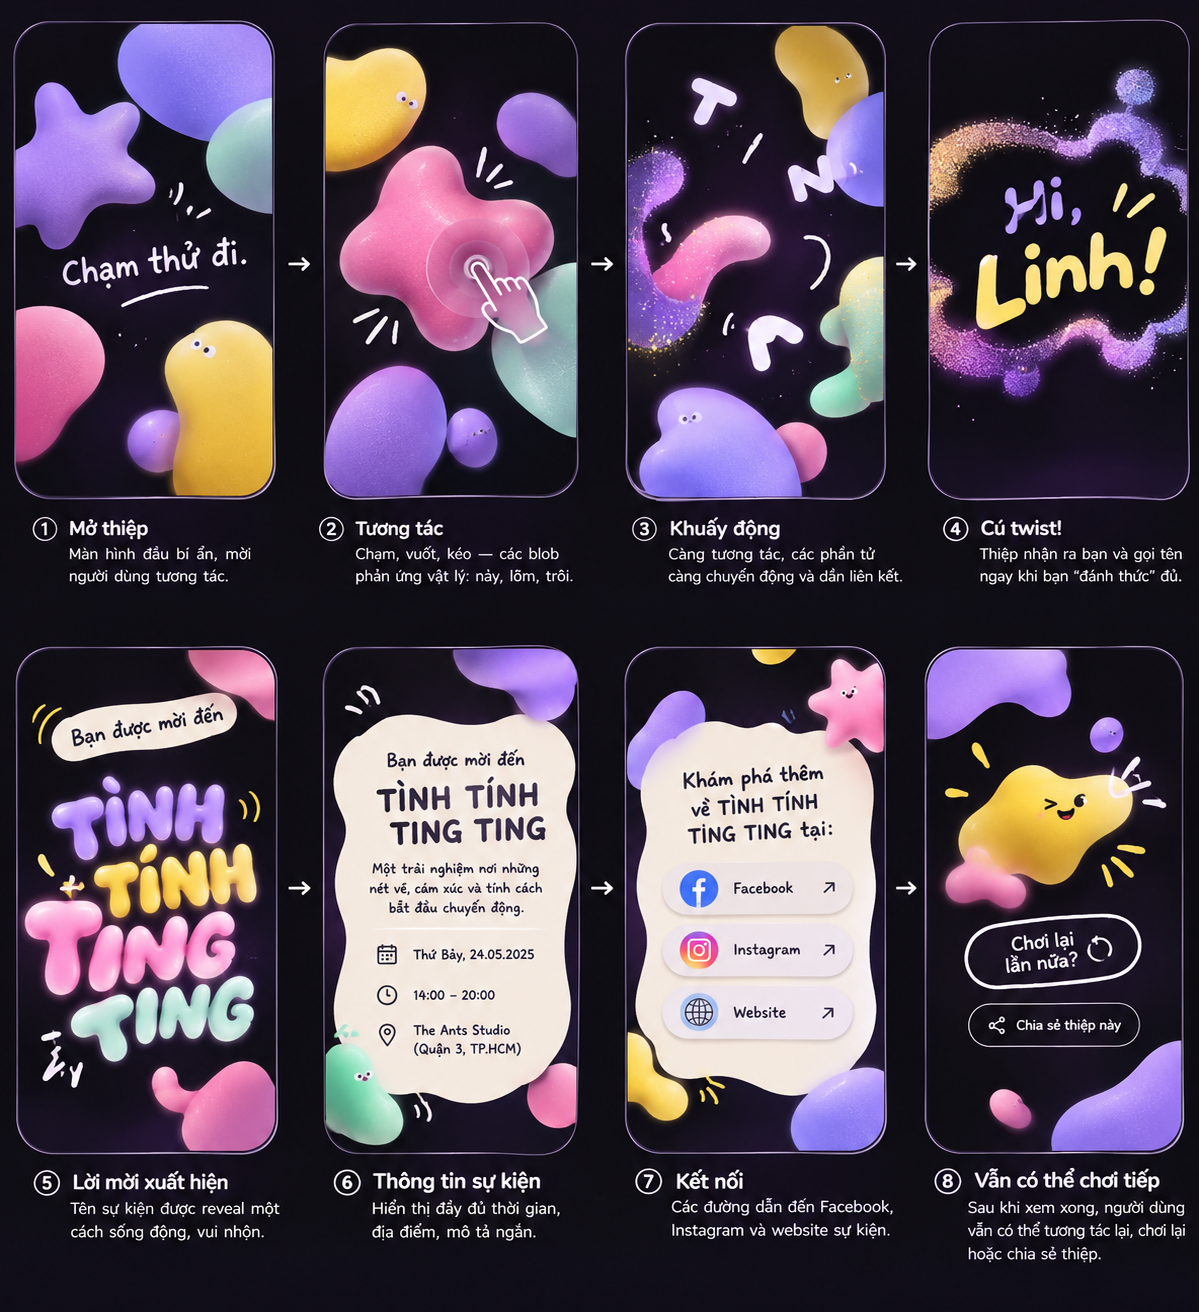 Chạm thử đi.
T
I
N
Hi,
Linh!
1 Mở thiệp
Màn hình đầu bí ẩn, mời
người dùng tương tác.
2 Tương tác
Chạm, vuốt, kéo — các blob
phản ứng vật lý: nảy, lõm, trôi.
3 Khuấy động
Càng tương tác, các phần tử
càng chuyển động và dần liên kết.
4 Cú twist!
Thiệp nhận ra bạn và gọi tên
ngay khi bạn “đánh thức” đủ.
Bạn được mời đến
TÌNH
TÍNH
TING
TING
Bạn được mời đến
TÌNH TÍNH
TING TING
Một trải nghiệm nơi những
nét vẽ, cảm xúc và tính cách
bắt đầu chuyển động.
Thứ Bảy, 24.05.2025
14:00 – 20:00
The Ants Studio
(Quận 3, TP.HCM)
Khám phá thêm
về TÌNH TÍNH
TING TING tại:
Facebook
Instagram
Website
Chơi lại
lần nữa?
Chia sẻ thiệp này
5 Lời mời xuất hiện
Tên sự kiện được reveal một
cách sống động, vui nhộn.
6 Thông tin sự kiện
Hiển thị đầy đủ thời gian,
địa điểm, mô tả ngắn.
7 Kết nối
Các đường dẫn đến Facebook,
Instagram và website sự kiện.
8 Vẫn có thể chơi tiếp
Sau khi xem xong, người dùng
vẫn có thể tương tác lại, chơi lại
hoặc chia sẻ thiệp.